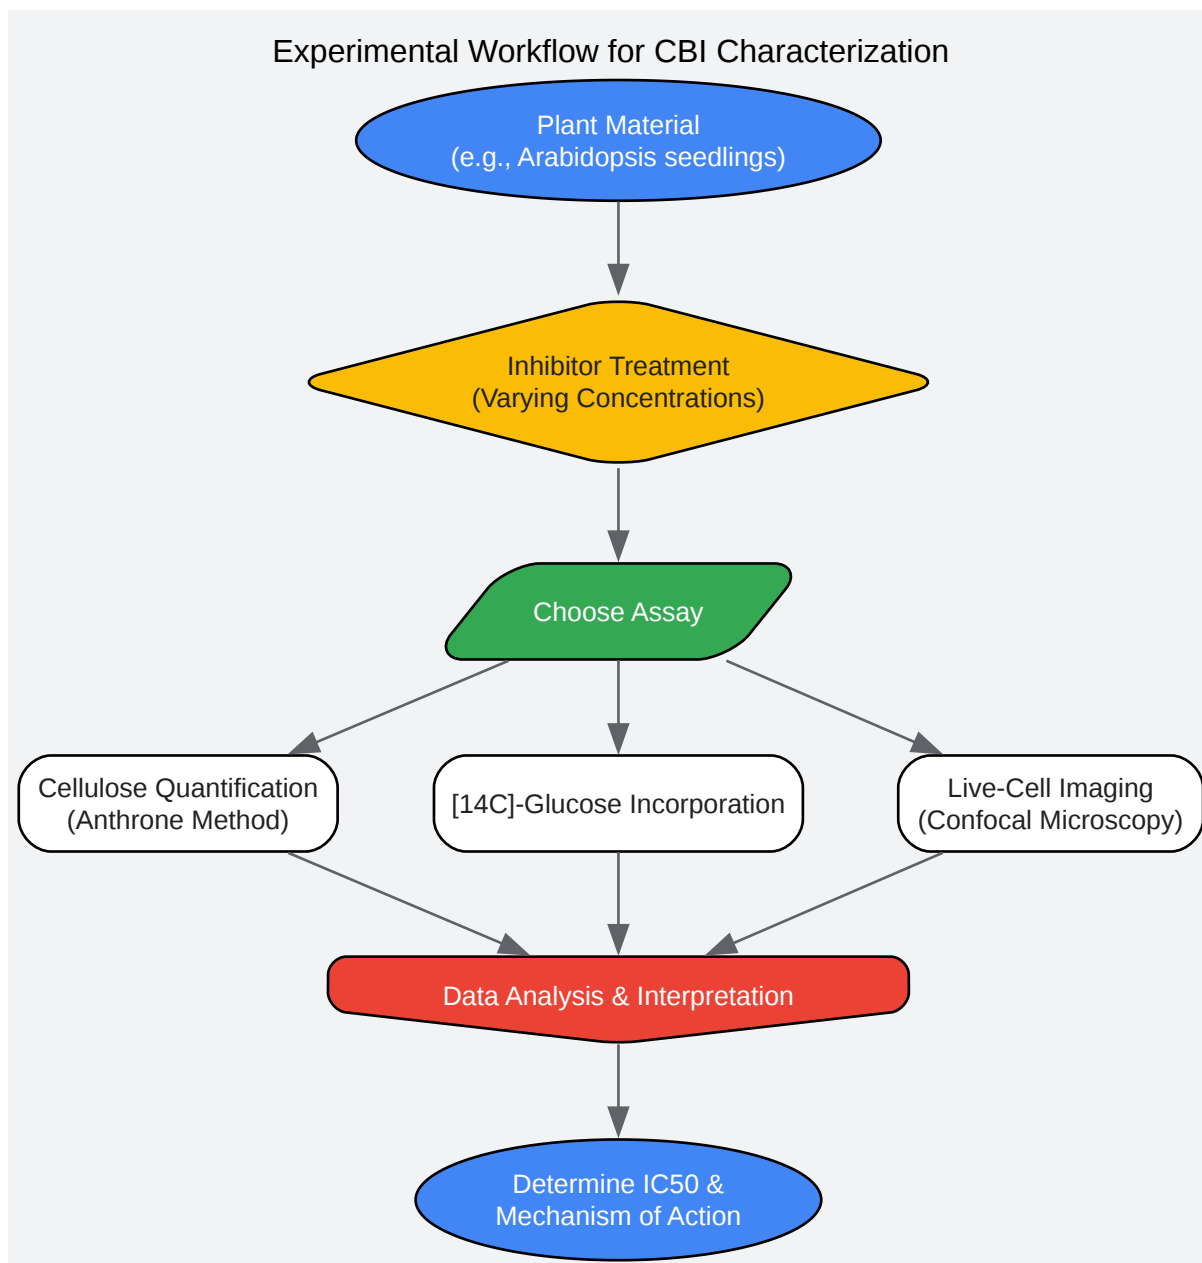 Experimental Workflow for CBI Characterization
Plant Material
(e.g., Arabidopsis seedlings)
Inhibitor Treatment
(Varying Concentrations)
Choose Assay
Cellulose Quantification
(Anthrone Method)
[14C]-Glucose Incorporation
Live-Cell Imaging
(Confocal Microscopy)
Data Analysis & Interpretation
Determine IC50 &
Mechanism of Action